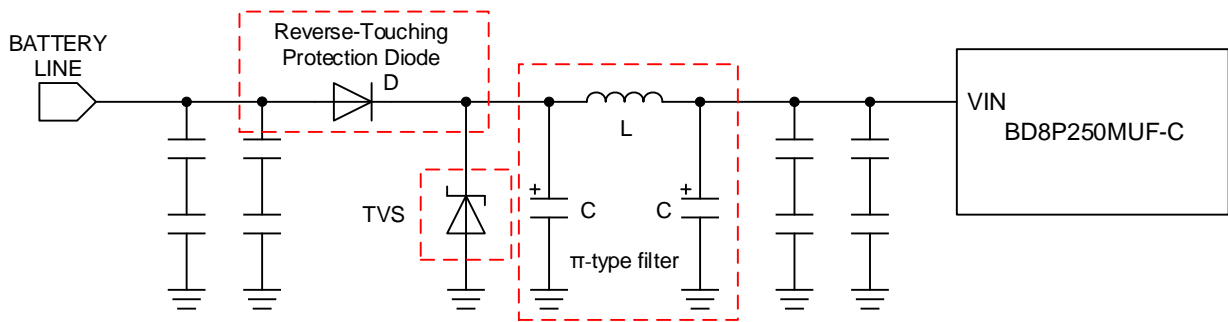 BATTERY
LINE
Reverse-Touching
Protection Diode
D
L
VIN
BD8P250MUF-C
TVS
+
C
C
+
π-type filter